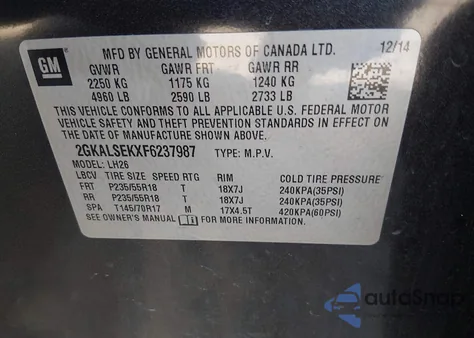 GM
MFD BY GENERAL MOTORS OF CANADA LTD. 12/14
GVWR GAWR FRT GAWR RR
2250 KG 1175 KG 1240 KG
4960 LB 2590 LB 2733 LB
THIS VEHICLE CONFORMS TO ALL APPLICABLE U.S. FEDERAL MOTOR
VEHICLE SAFETY AND THEFT PREVENTION STANDARDS IN EFFECT ON
THE DATE OF MANUFACTURE SHOWN ABOVE.
2GKALSEKXF6237987 TYPE: M.P.V.
MODEL: LH26
LBCV TIRE SIZE SPEED RTG RIM COLD TIRE PRESSURE
FRT P235/55R18 T 18X7J 240KPA(35PSI)
RR P235/55R18 T 18X7J 240KPA(35PSI)
SPA T145/70R17 M 17X4.5T 420KPA(60PSI)
SEE OWNER'S MANUAL i FOR MORE INFORMATION.
autoSnap